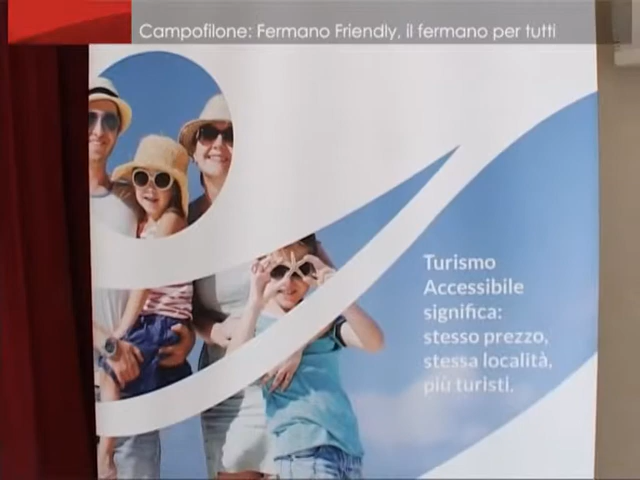 Campofilone: Fermano Friendly, il fermano per tutti
Turismo
Accessibile
significa:
stesso prezzo,
stessa località,
più turisti.